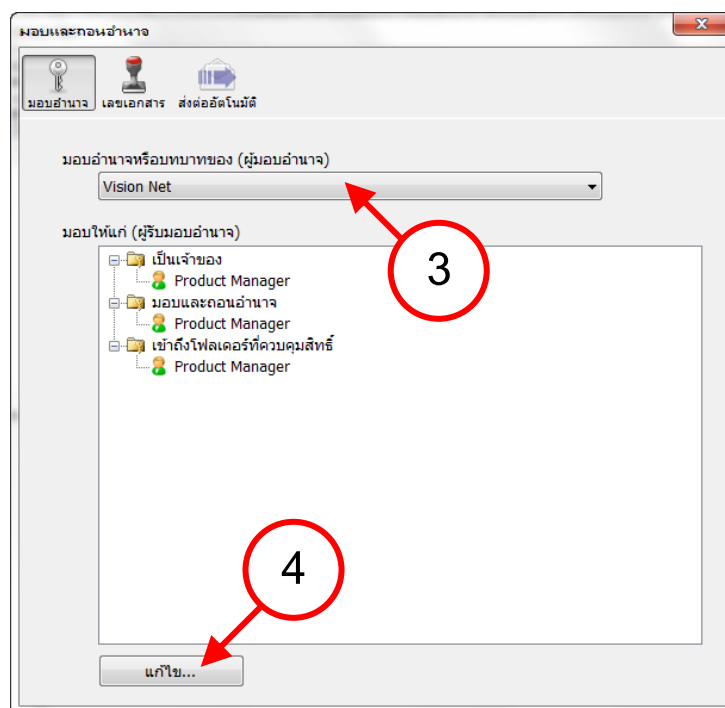 มอบและถอนอำนาจ
x
มอบอำนาจ เลขเอกสาร ส่งต่ออัตโนมัติ
มอบอำนาจหรือบทบาทของ (ผู้มอบอำนาจ)
Vision Net
มอบให้แก่ (ผู้รับมอบอำนาจ)
3
เป็นเจ้าของ
Product Manager
มอบและถอนอำนาจ
Product Manager
เข้าถึงโฟลเดอร์ที่ควบคุมสิทธิ์
Product Manager
4
แก้ไข...